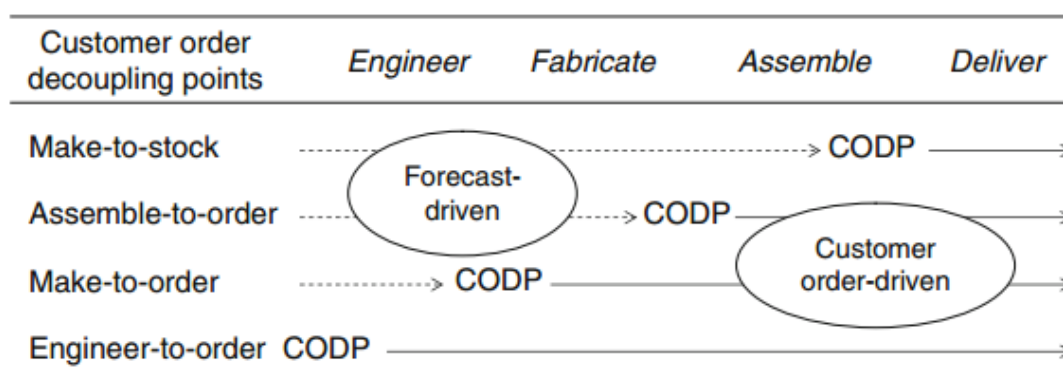 Customer order
decoupling points
Engineer Fabricate Assemble Deliver
Make-to-stock CODP
Forecast-
driven
Assemble-to-order CODP
Customer
order-driven
Make-to-order CODP
Engineer-to-order CODP